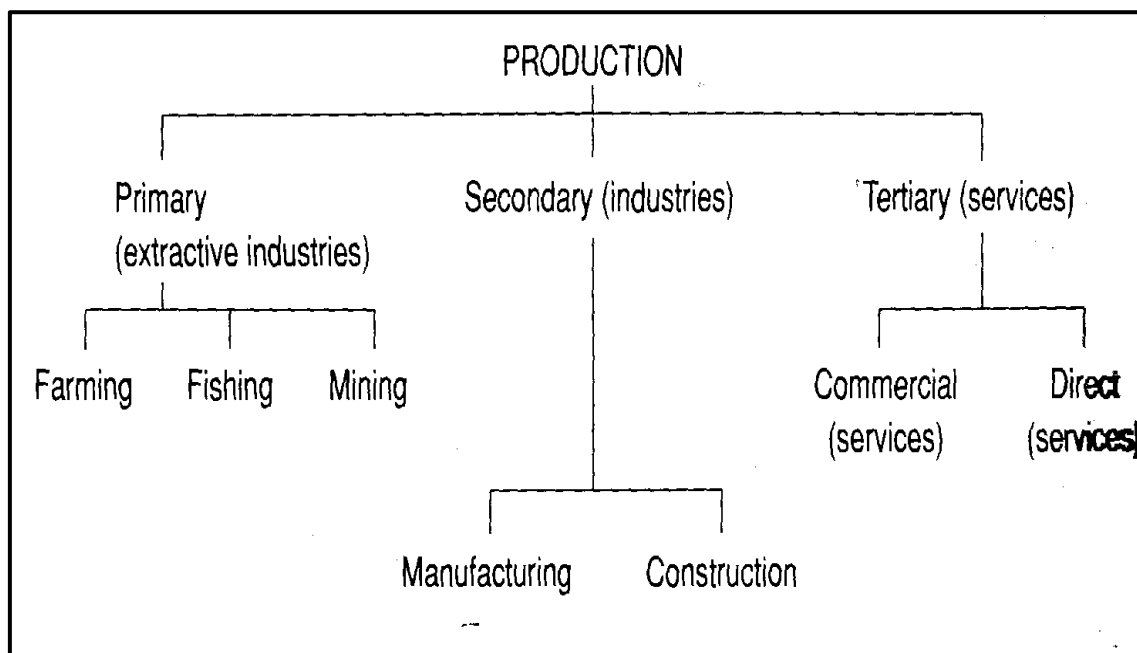 PRODUCTION
Primary
(extractive industries)
Secondary (industries)
Tertiary (services)
Farming
Fishing
Mining
Commercial
(services)
Direct
(services)
Manufacturing
Construction